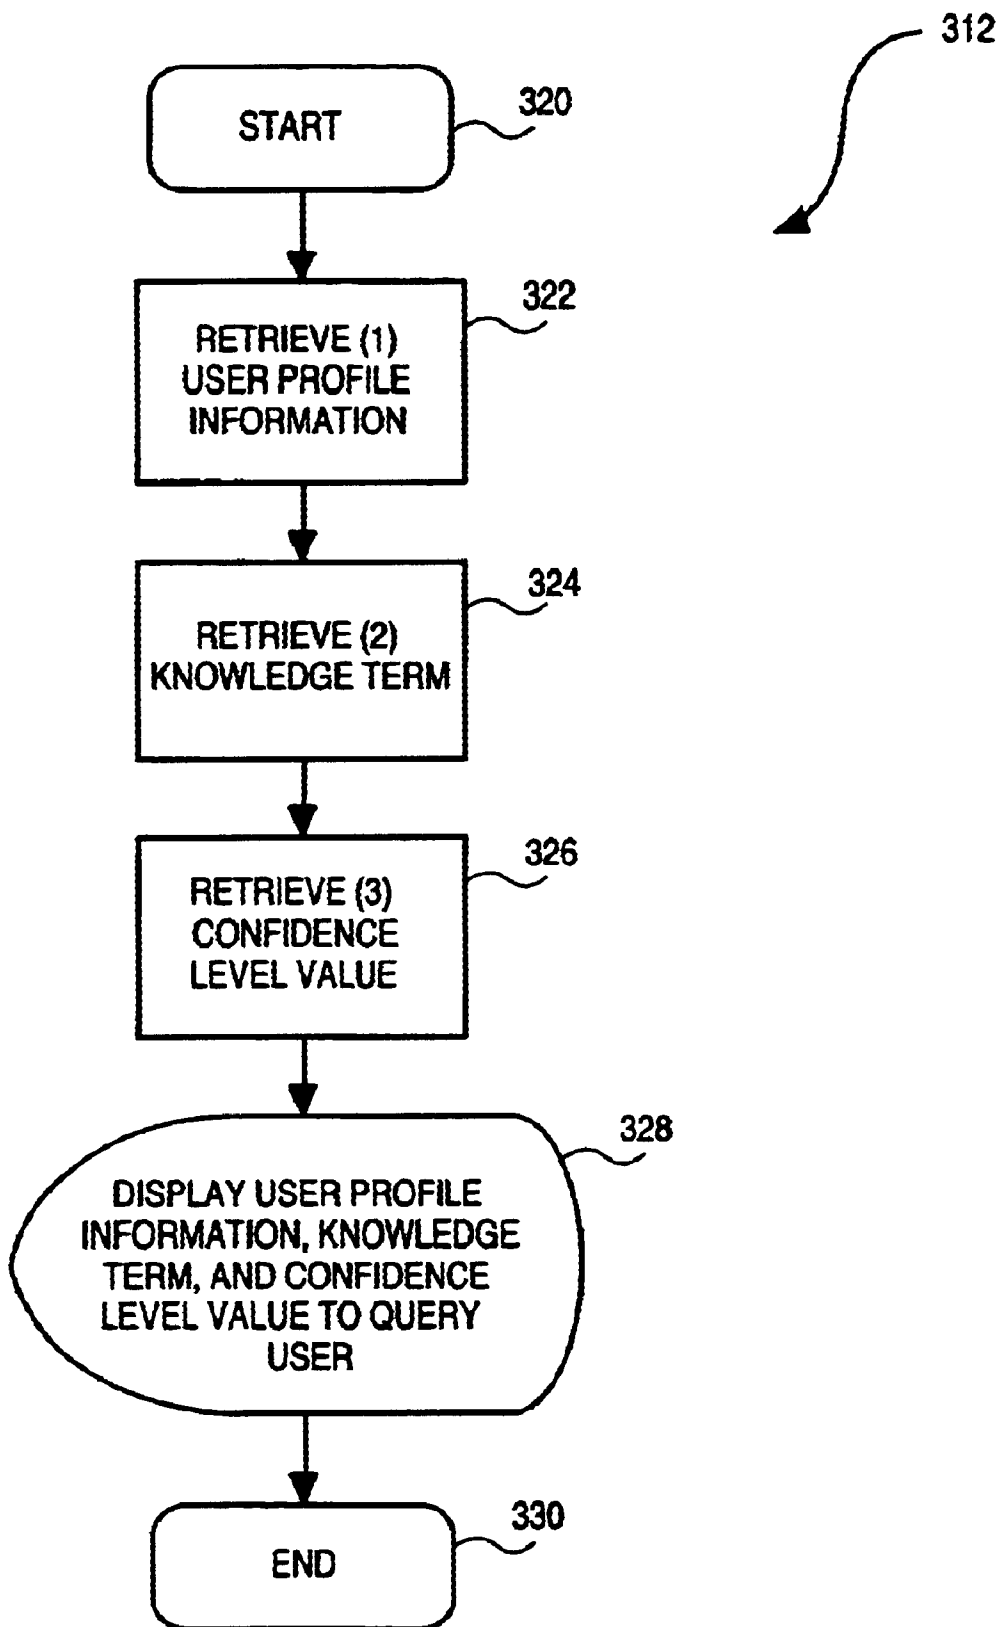 312
START
320
322
RETRIEVE (1)
USER PROFILE
INFORMATION
324
RETRIEVE (2)
KNOWLEDGE TERM
326
RETRIEVE (3)
CONFIDENCE
LEVEL VALUE
328
DISPLAY USER PROFILE
INFORMATION, KNOWLEDGE
TERM, AND CONFIDENCE
LEVEL VALUE TO QUERY
USER
330
END